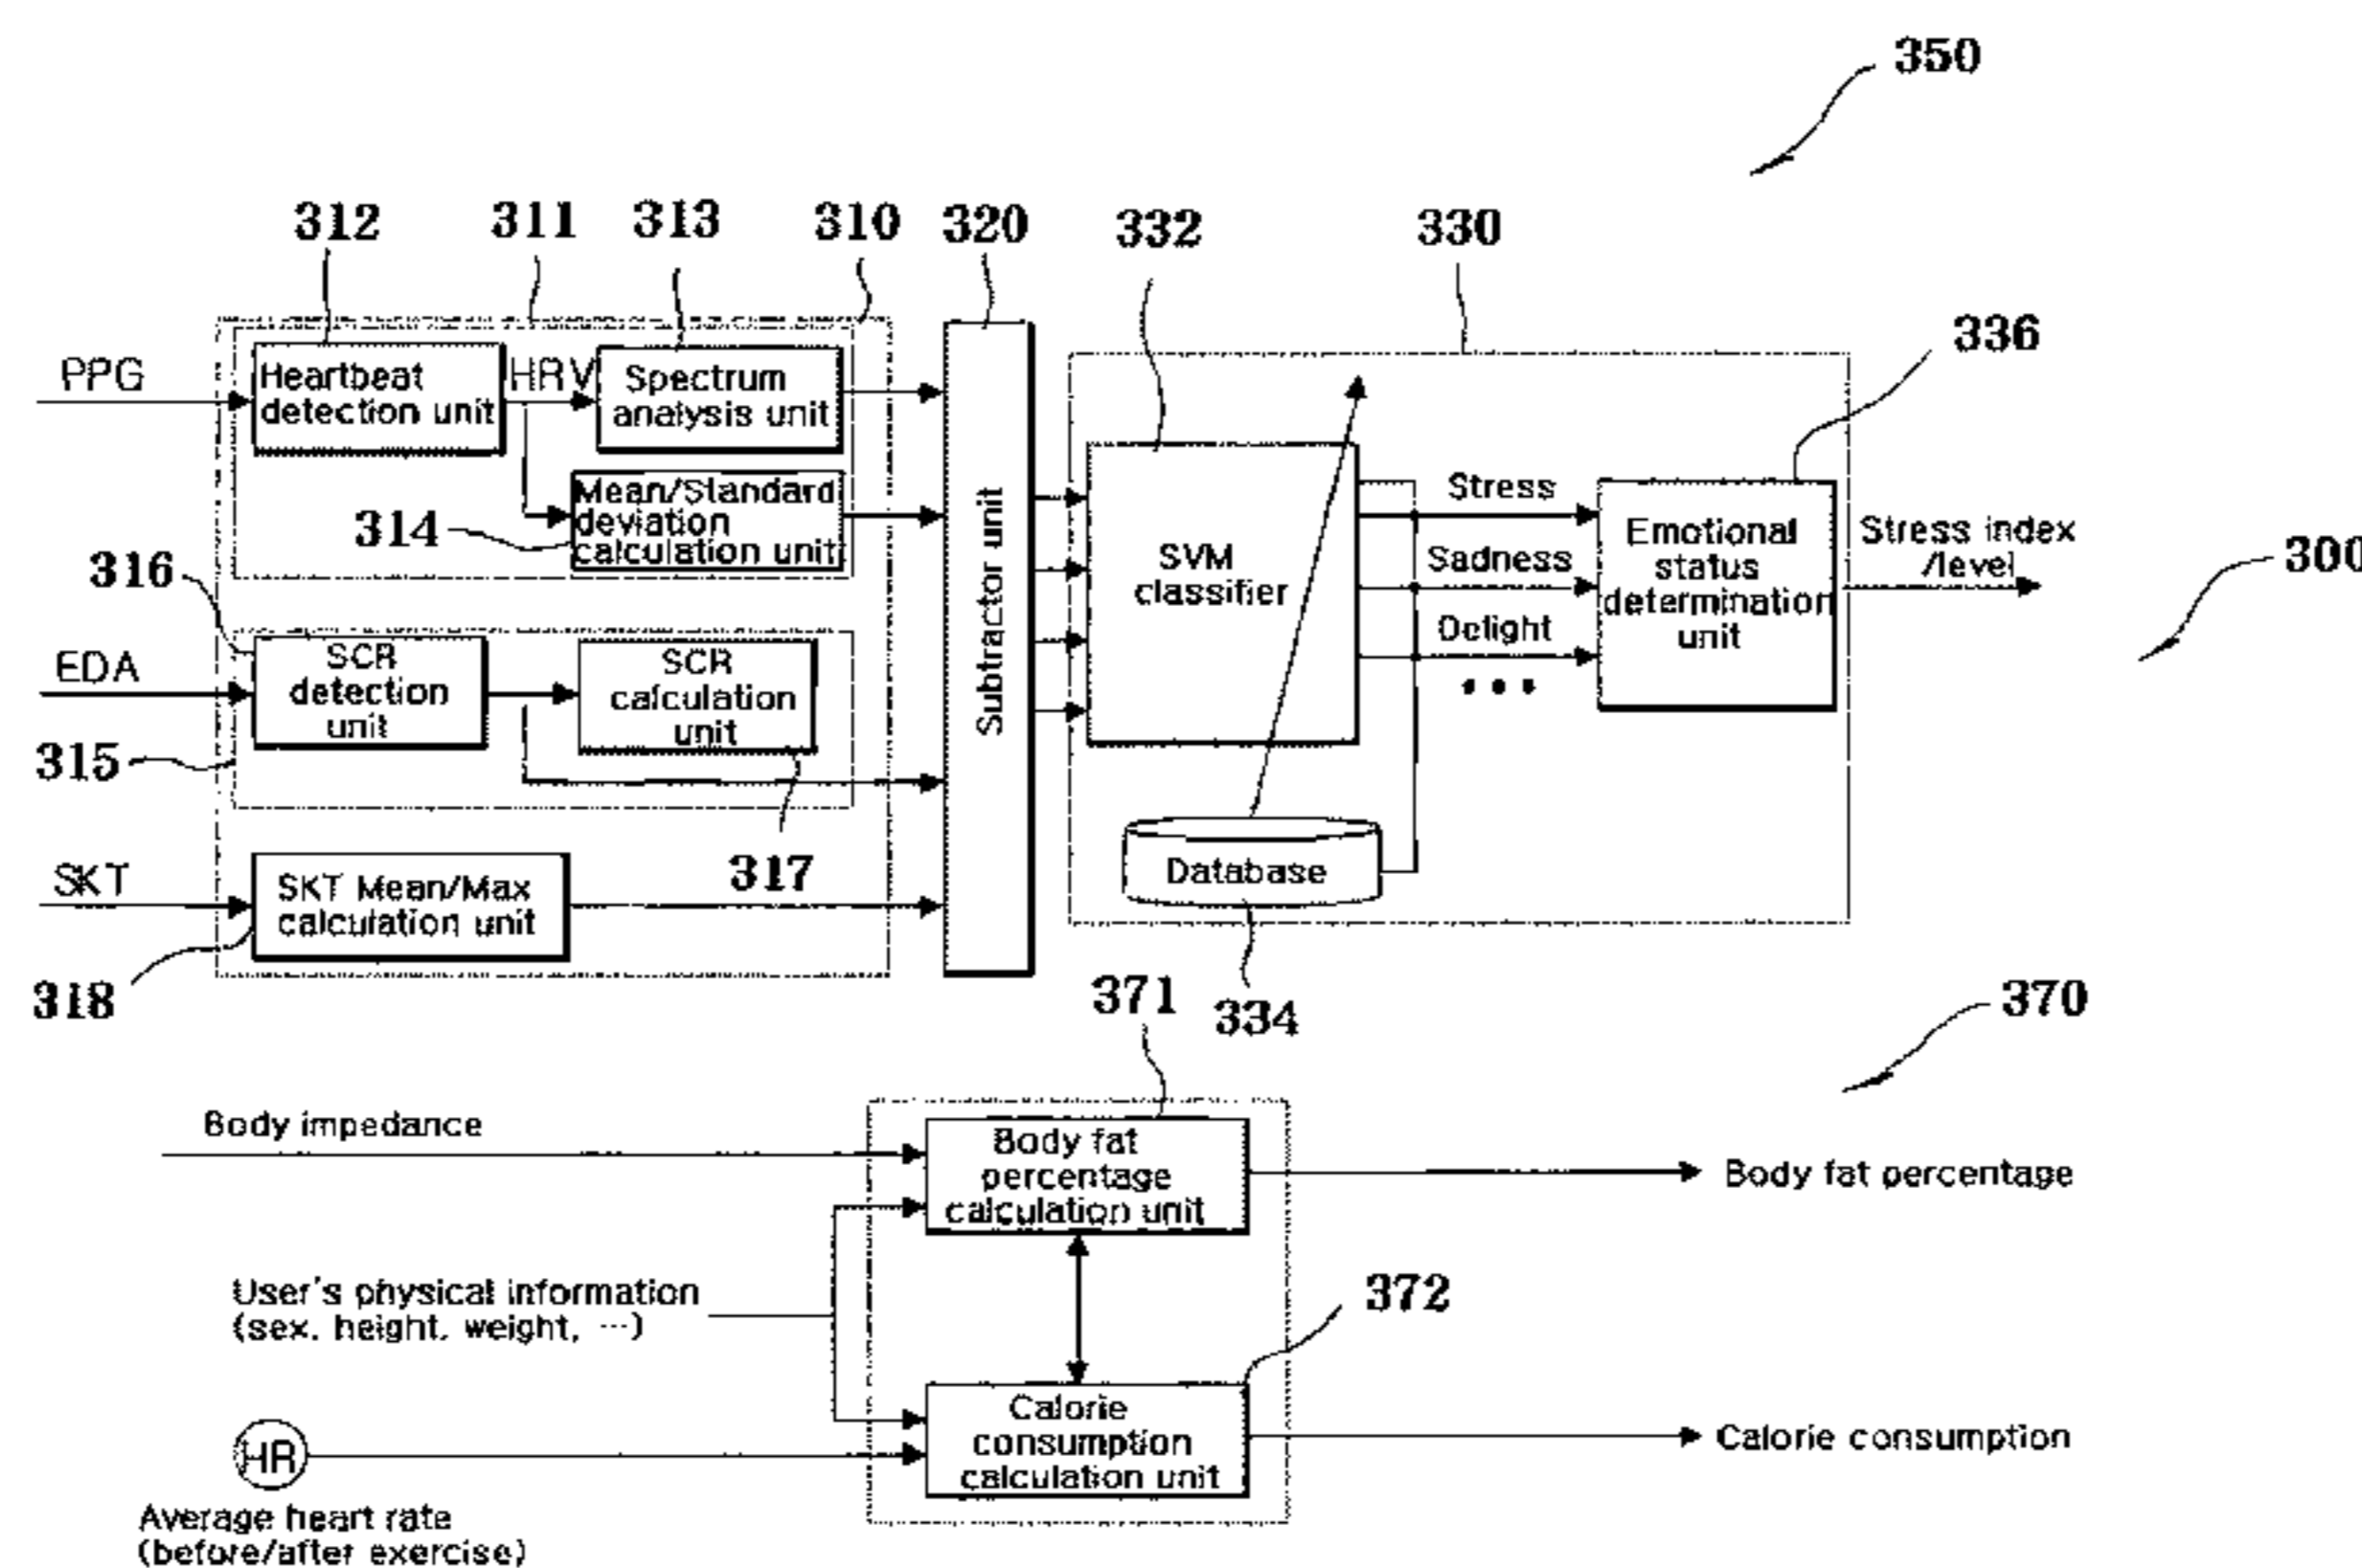 350
312
311
313
310
320
332
330
336
PPG
Heartbeat
detection unit
HRV
Spectrum
analysis unit
Mean/Standard
deviation
calculation unit
314
316
EDA
SCR
detection
unit
SCR
calculation
unit
315
317
SKT
SKT Mean/Max
calculation unit
318
Subtractor unit
SVM
classifier
Stress
Sadness
Delight
•••
Emotional
status
determination
unit
Stress index
/level
300
Database
334
371
370
Body impedance
Body fat
percentage
calculation unit
Body fat percentage
User's physical information
(sex, height, weight, ···)
372
Calorie
consumption
calculation unit
Calorie consumption
HR
Average heart rate
(before/after exercise)